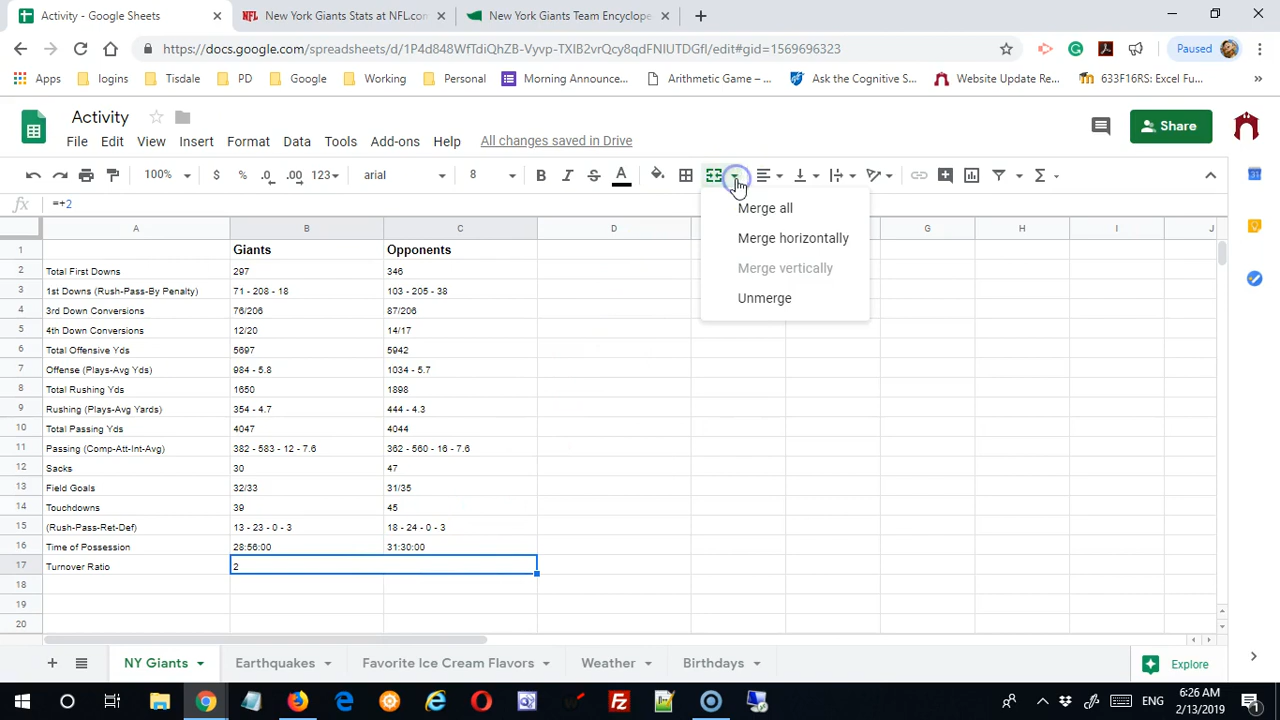 Activity - Google Sheets
New York Giants Stats at NFL.com
New York Giants Team Encyclope
https://docs.google.com/spreadsheets/d/1P4d848WfTdiQhZB-Vyvp-TXIB2vrQcy8qdFNIUTDGfI/edit#gid=1569696323
Paused
Apps logins Tisdale PD Google Working Personal Morning Announce... Arithmetic Game – ... Ask the Cognitive S... Website Update Re... 633F16RS: Excel Fu... »
Activity
File Edit View Insert Format Data Tools Add-ons Help All changes saved in Drive
Share
100% $ % .0 .00 123 arial 8 B I S A Σ
fx =+2
Merge all
Merge horizontally
Merge vertically
Unmerge
A B C D G H I J
1 Giants Opponents
2 Total First Downs 297 346
3 1st Downs (Rush-Pass-By Penalty) 71 - 208 - 18 103 - 205 - 38
4 3rd Down Conversions 76/206 87/206
5 4th Down Conversions 12/20 14/17
6 Total Offensive Yds 5697 5942
7 Offense (Plays-Avg Yds) 984 - 5.8 1034 - 5.7
8 Total Rushing Yds 1650 1898
9 Rushing (Plays-Avg Yards) 354 - 4.7 444 - 4.3
10 Total Passing Yds 4047 4044
11 Passing (Comp-Att-Int-Avg) 382 - 583 - 12 - 7.6 362 - 560 - 16 - 7.6
12 Sacks 30 47
13 Field Goals 32/33 31/35
14 Touchdowns 39 45
15 (Rush-Pass-Ret-Def) 13 - 23 - 0 - 3 18 - 24 - 0 - 3
16 Time of Possession 28:56:00 31:30:00
17 Turnover Ratio 2
18
19
20
NY Giants Earthquakes Favorite Ice Cream Flavors Weather Birthdays Explore
ENG 6:26 AM
2/13/2019